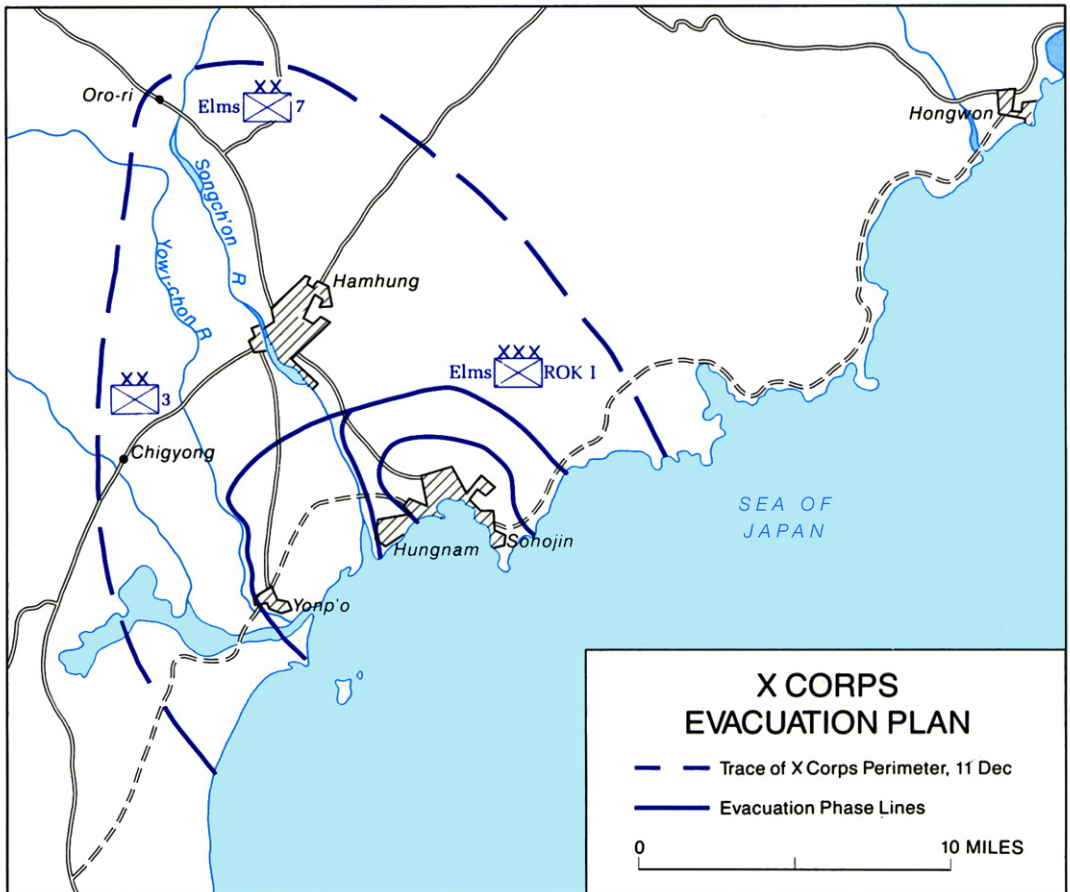 Oro-ri
XX
Elms 7
Hongwon
Songch'on R
Yowi-chon R
Hamhung
XXX
Elms ROK I
XX
3
Chigyong
SEA OF
JAPAN
Hungnam
Sohojin
Yonp'o
X CORPS
EVACUATION PLAN
Trace of X Corps Perimeter, 11 Dec
Evacuation Phase Lines
0 10 MILES